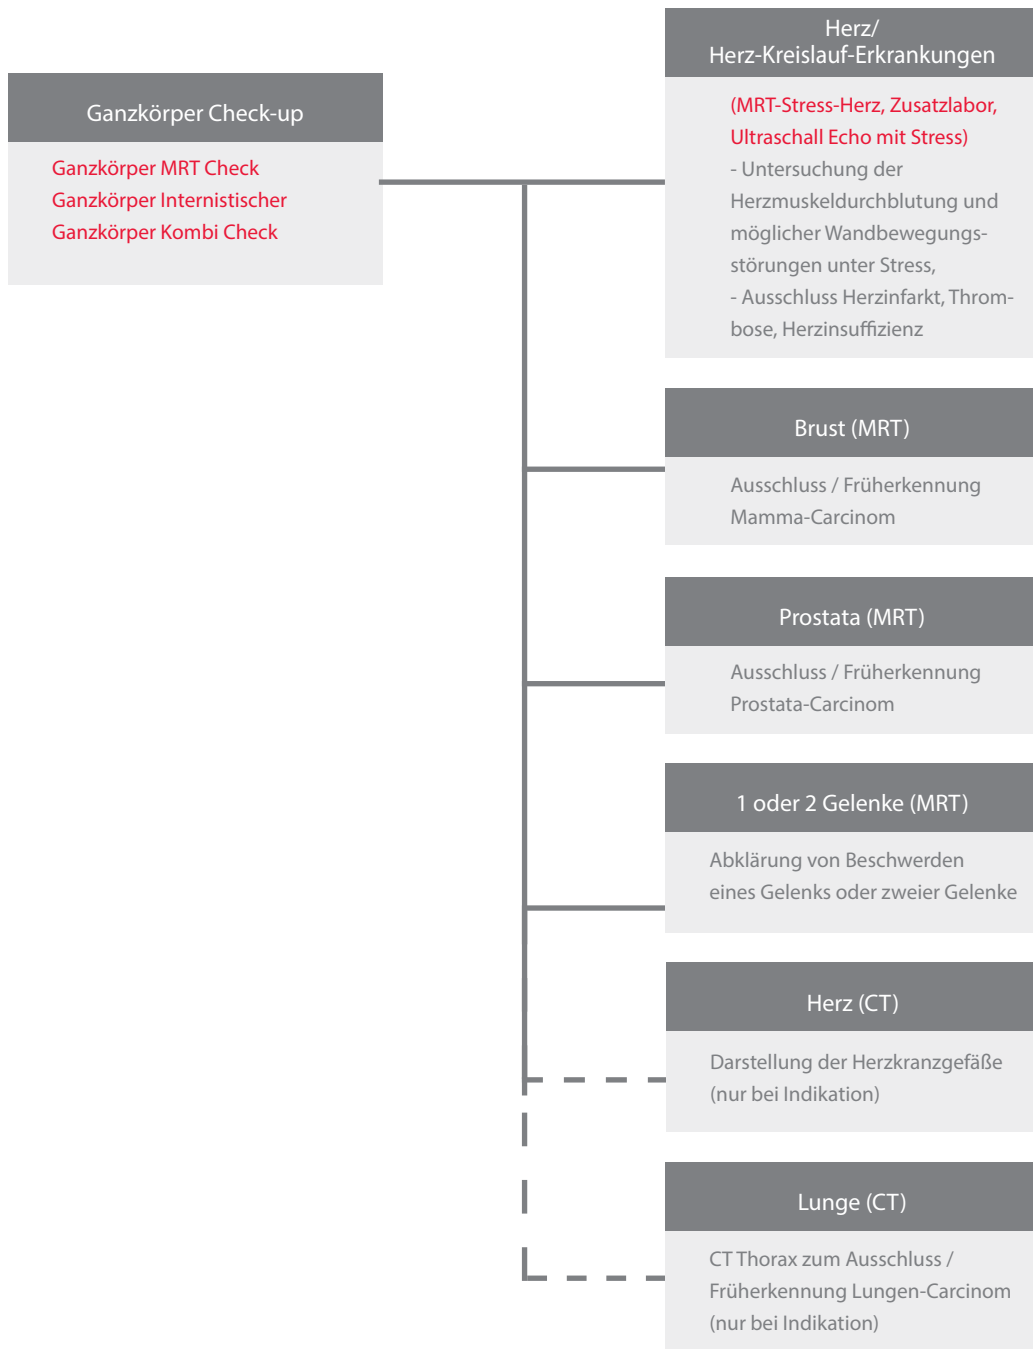 Ganzkörper Check-up
Ganzkörper MRT Check
Ganzkörper Internistischer
Ganzkörper Kombi Check
Herz/
Herz-Kreislauf-Erkrankungen
(MRT-Stress-Herz, Zusatzlabor,
Ultraschall Echo mit Stress)
- Untersuchung der
Herzmuskeldurchblutung und
möglicher Wandbewegungs-
störungen unter Stress,
- Ausschluss Herzinfarkt, Throm-
bose, Herzinsuffizienz
Brust (MRT)
Ausschluss / Früherkennung
Mamma-Carcinom
Prostata (MRT)
Ausschluss / Früherkennung
Prostata-Carcinom
1 oder 2 Gelenke (MRT)
Abklärung von Beschwerden
eines Gelenks oder zweier Gelenke
Herz (CT)
Darstellung der Herzkranzgefäße
(nur bei Indikation)
Lunge (CT)
CT Thorax zum Ausschluss /
Früherkennung Lungen-Carcinom
(nur bei Indikation)